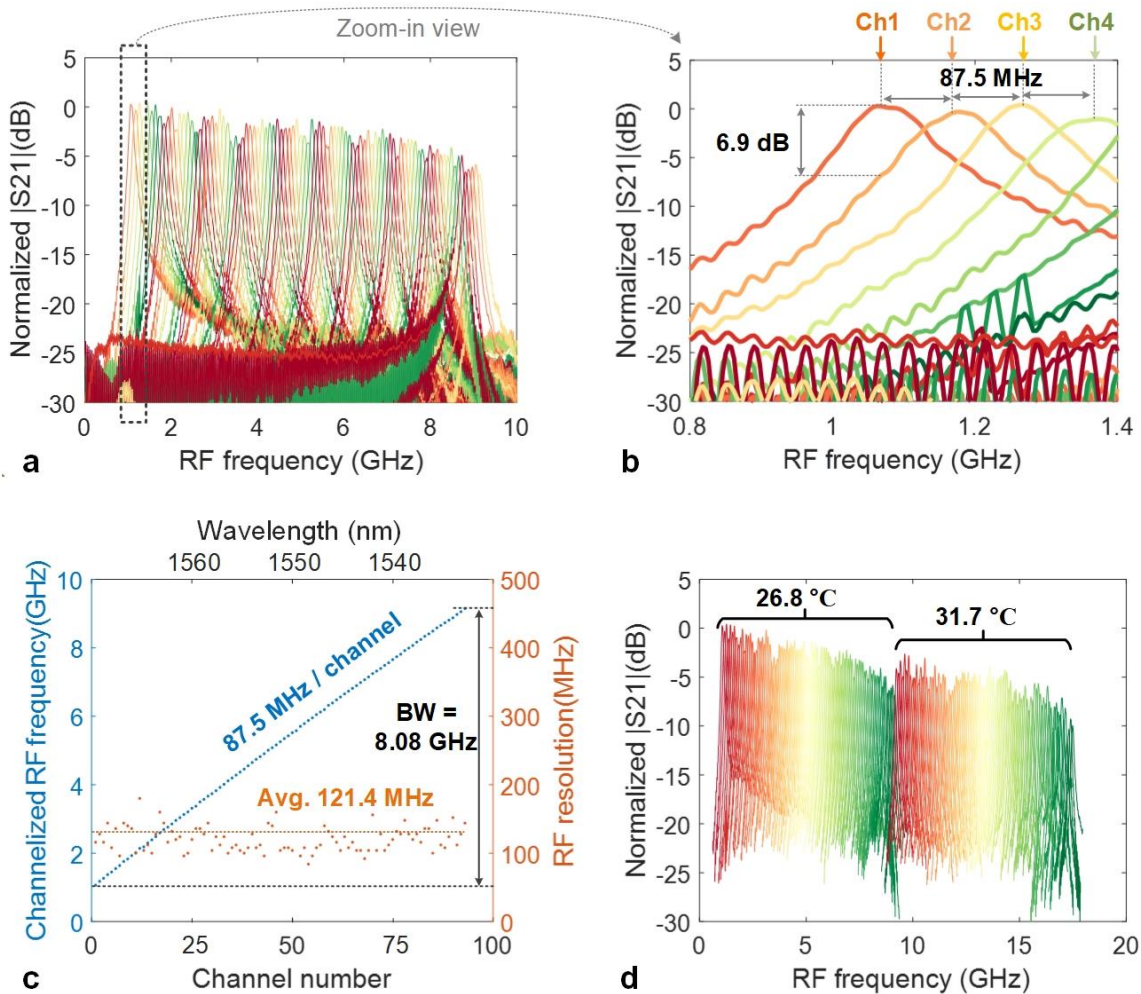 Zoom-in view
Ch1 Ch2 Ch3 Ch4
5
0
-5
-10
-15
-20
-25
-30
Normalized |S21|(dB)
0 2 4 6 8 10
RF frequency (GHz)
a
5
0
-5
-10
-15
-20
-25
-30
Normalized |S21|(dB)
87.5 MHz
6.9 dB
0.8 1 1.2 1.4
RF frequency (GHz)
b
Wavelength (nm)
1560 1550 1540
10
8
6
4
2
0
Channelized RF frequency(GHz)
87.5 MHz / channel
BW =
8.08 GHz
Avg. 121.4 MHz
500
400
300
200
100
0
RF resolution(MHz)
0 25 50 75 100
Channel number
c
5
0
-5
-10
-15
-20
-25
-30
Normalized |S21|(dB)
26.8 °C
31.7 °C
0 5 10 15 20
RF frequency (GHz)
d